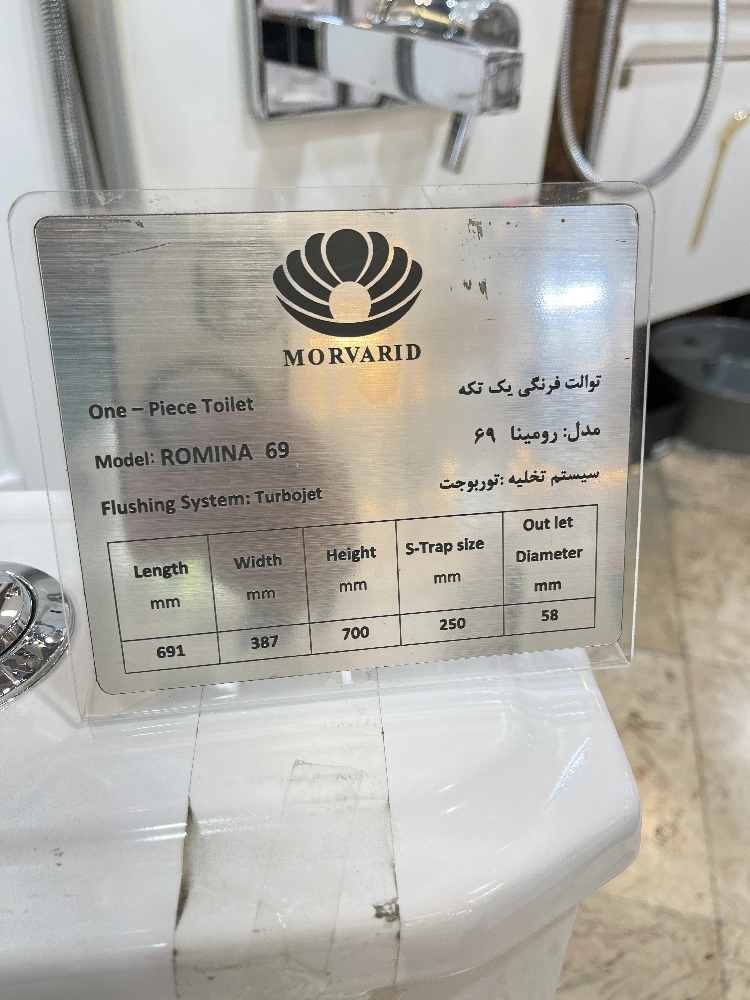 MORVARID
One – Piece Toilet
توالت فرنگی یک تکه
Model: ROMINA 69
مدل: رومینا ۶۹
Flushing System: Turbojet
سیستم تخلیه :توربوجت
Length mm
Width mm
Height mm
S-Trap size mm
Out let Diameter mm
691
387
700
250
58